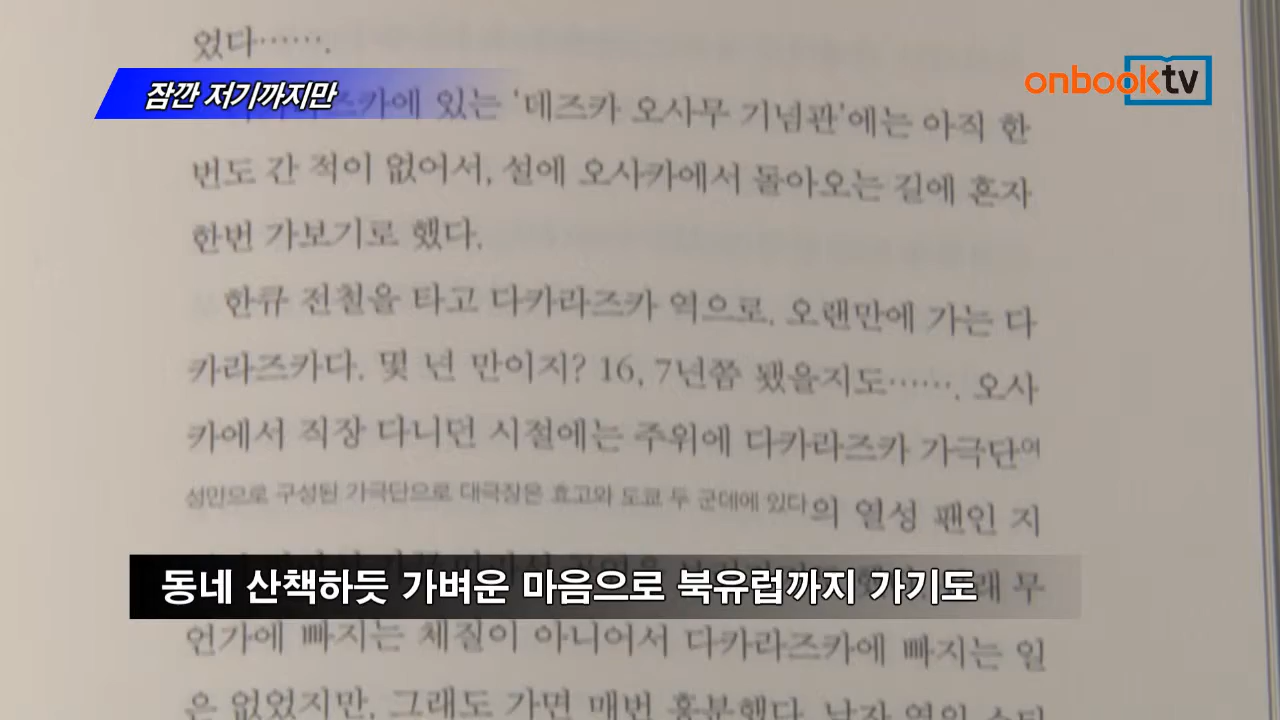 었다…….
잠깐 저기까지만
onbooktv
카에 있는 '데즈카 오사무 기념관'에는 아직 한
번도 간 적이 없어서, 설에 오사카에서 돌아오는 길에 혼자
한번 가보기로 했다.
한큐 전철을 타고 다카라즈카 역으로. 오랜만에 가는 다
카라즈카다. 몇 년 만이지? 16, 7년쯤 됐을지도……. 오사
카에서 직장 다니던 시절에는 주위에 다카라즈카 가극단여
성만으로 구성된 가극단으로 대극장은 효고와 도쿄 두 군데에 있다의 열성 팬인 지
동네 산책하듯 가벼운 마음으로 북유럽까지 가기도
래 무
언가에 빠지는 체질이 아니어서 다카라즈카에 빠지는 일
은 없었지만, 그래도 가면 매번 흥분했다. 남자 역의